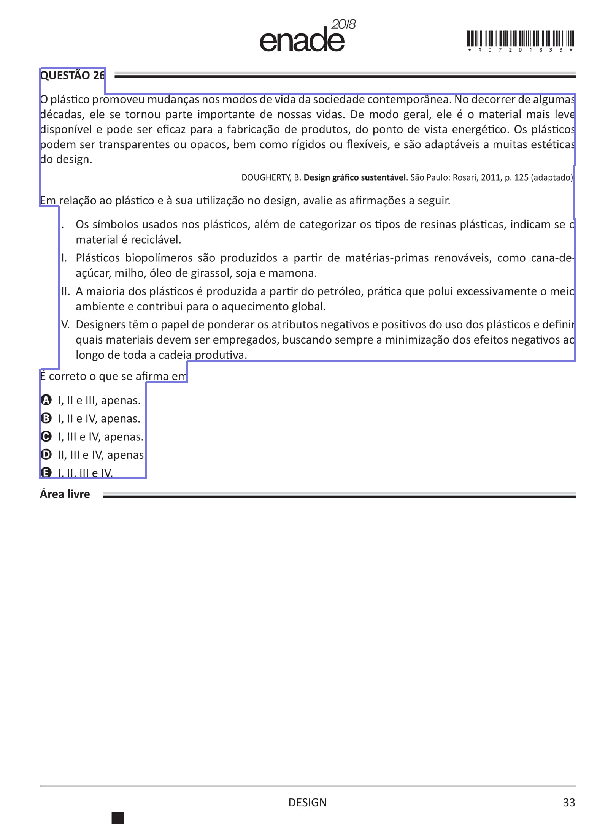 enade 2018
QUESTÃO 26
O plástico promoveu mudanças nos modos de vida da sociedade contemporânea. No decorrer de algumas
décadas, ele se tornou parte importante de nossas vidas. De modo geral, ele é o material mais leve
disponível e pode ser eficaz para a fabricação de produtos, do ponto de vista energético. Os plásticos
podem ser transparentes ou opacos, bem como rígidos ou flexíveis, e são adaptáveis a muitas estéticas
do design.
DOUGHERTY, B. Design gráfico sustentável. São Paulo: Rosari, 2011, p. 125 (adaptado)
Em relação ao plástico e à sua utilização no design, avalie as afirmações a seguir.
. Os símbolos usados nos plásticos, além de categorizar os tipos de resinas plásticas, indicam se o
material é reciclável.
I. Plásticos biopolímeros são produzidos a partir de matérias-primas renováveis, como cana-de-
açúcar, milho, óleo de girassol, soja e mamona.
II. A maioria dos plásticos é produzida a partir do petróleo, prática que polui excessivamente o meio
ambiente e contribui para o aquecimento global.
V. Designers têm o papel de ponderar os atributos negativos e positivos do uso dos plásticos e definir
quais materiais devem ser empregados, buscando sempre a minimização dos efeitos negativos ao
longo de toda a cadeia produtiva.
É correto o que se afirma em
A I, II e III, apenas.
B I, II e IV, apenas.
C I, III e IV, apenas.
D II, III e IV, apenas
E I, II, III e IV.
Área livre
DESIGN 33